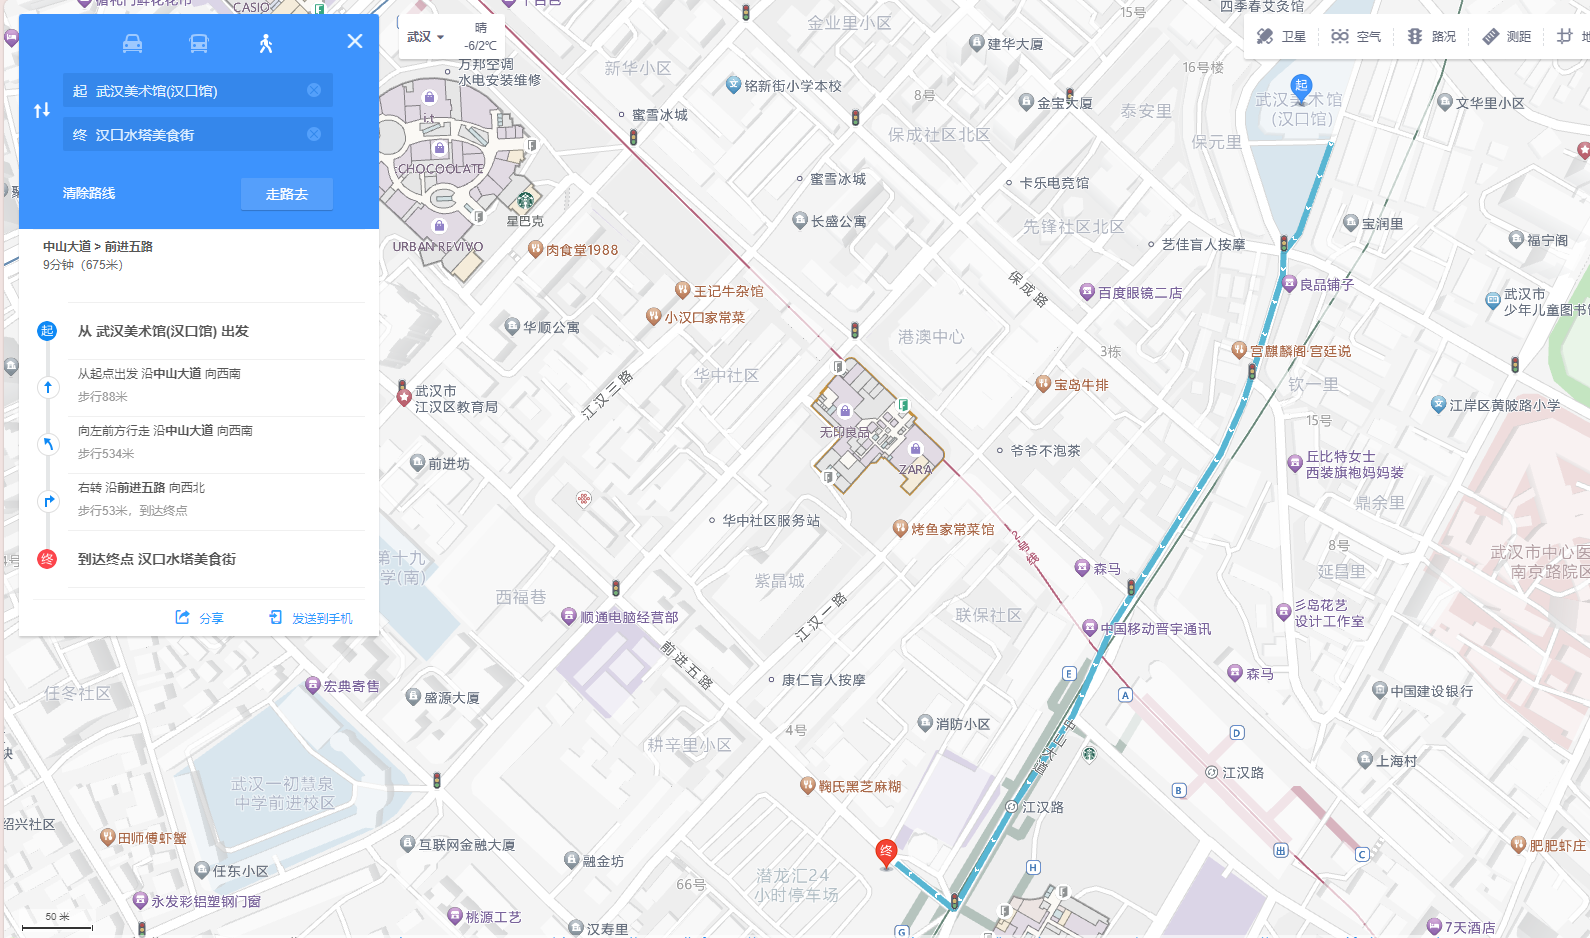 武汉
晴
-6/2℃
卫星
空气
路况
测距
起 武汉美术馆(汉口馆)
终 汉口水塔美食街
清除路线
走路去
中山大道 > 前进五路
9分钟（675米）
起
从 武汉美术馆(汉口馆) 出发
从起点出发 沿中山大道 向西南
步行88米
向左前方行走 沿中山大道 向西南
步行534米
右转 沿前进五路 向西北
步行53米，到达终点
终
到达终点 汉口水塔美食街
分享
发送到手机
50 米
CASIO
万邦空调
水电安装维修
金业里小区
建华大厦
15号
四季春艾灸馆
新华小区
铭新街小学本校
16号楼
8号
金宝大厦
泰安里
起
武汉美术馆
（汉口馆）
文华里小区
蜜雪冰城
保成社区北区
保元里
CHOCOOLATE
蜜雪冰城
卡乐电竞馆
星巴克
长盛公寓
先锋社区北区
宝润里
URBAN REVIVO
肉食堂1988
艺佳盲人按摩
福宁阁
保成路
王记牛杂馆
百度眼镜二店
良品铺子
武汉市
少年儿童图书馆
小汉口家常菜
华顺公寓
港澳中心
3栋
宫麒麟阁·宫廷说
华中社区
江汉三路
宝岛牛排
钦一里
武汉市
江汉区教育局
江岸区黄陂路小学
15号
无印良品
ZARA
爷爷不泡茶
丘比特女士
西装旗袍妈妈装
前进坊
鼎余里
华中社区服务站
烤鱼家常菜馆
2号线
8号
武汉市中心医
南京路院区
第十九
学(南)
森马
延昌里
紫晶城
西福巷
顺通电脑经营部
江汉一路
联保社区
中国移动晋宇通讯
彡岛花艺
设计工作室
前进五路
康仁盲人按摩
E
A
森马
任冬社区
宏典寄售
盛源大厦
中国建设银行
4号
消防小区
D
耕辛里小区
中山大道
上海村
武汉一初慧泉
中学前进校区
鞠氏黑芝麻糊
B
江汉路
江汉路
绍兴社区
田师傅虾蟹
互联网金融大厦
终
融金坊
出
C
肥肥虾庄
任东小区
66号
潜龙汇24
小时停车场
H
永发彩铝塑钢门窗
桃源工艺
汉寿里
G
7天酒店